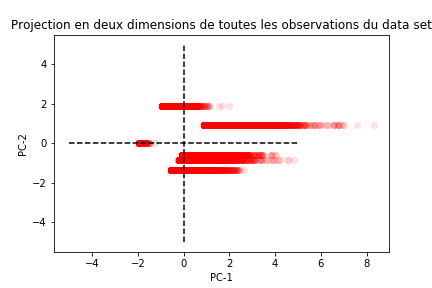 Projection en deux dimensions de toutes les observations du data set
4
2
0
−2
−4
PC-2
−4 −2 0 2 4 6 8
PC-1